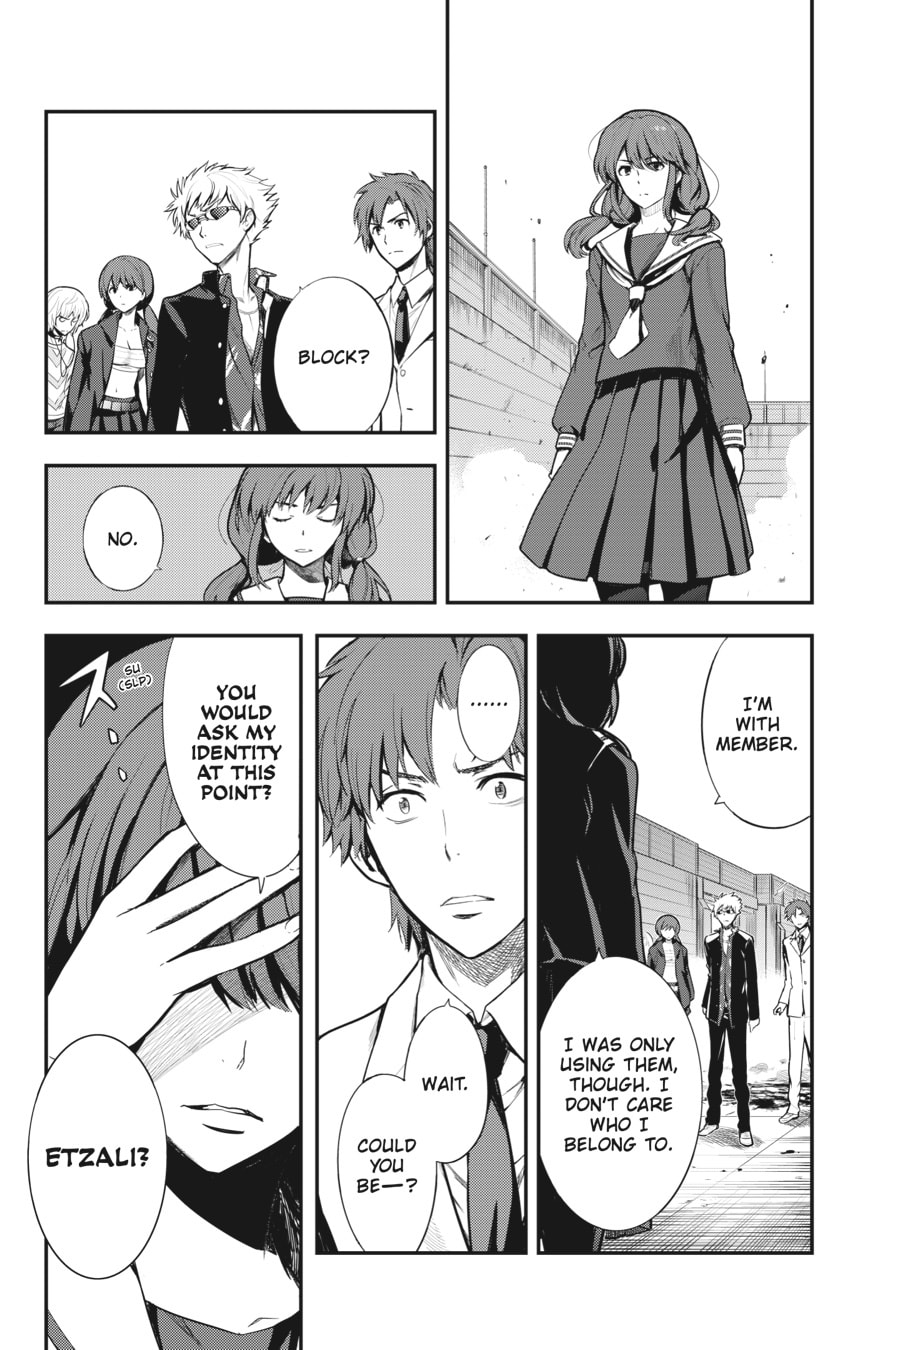 BLOCK?
NO.
I'M
WITH
MEMBER.
I WAS ONLY
USING THEM,
THOUGH. I
DON'T CARE
WHO I
BELONG TO.
......
WAIT.
COULD
YOU
BE—?
YOU
WOULD
ASK MY
IDENTITY
AT THIS
POINT?
ス
SU
(SLP)
ETZALI?